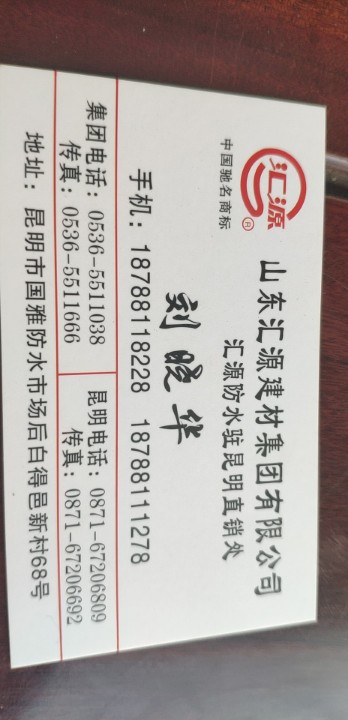 汇源®
中国驰名商标
山东汇源建材集团有限公司
汇源防水驻昆明直销处
刘晓华
手机：18788118228 18788111278
集团电话：0536-5511038
传真：0536-5511666
昆明电话：0871-67206809
传真：0871-67206692
地址：昆明市国雅防水市场后白得邑新村68号